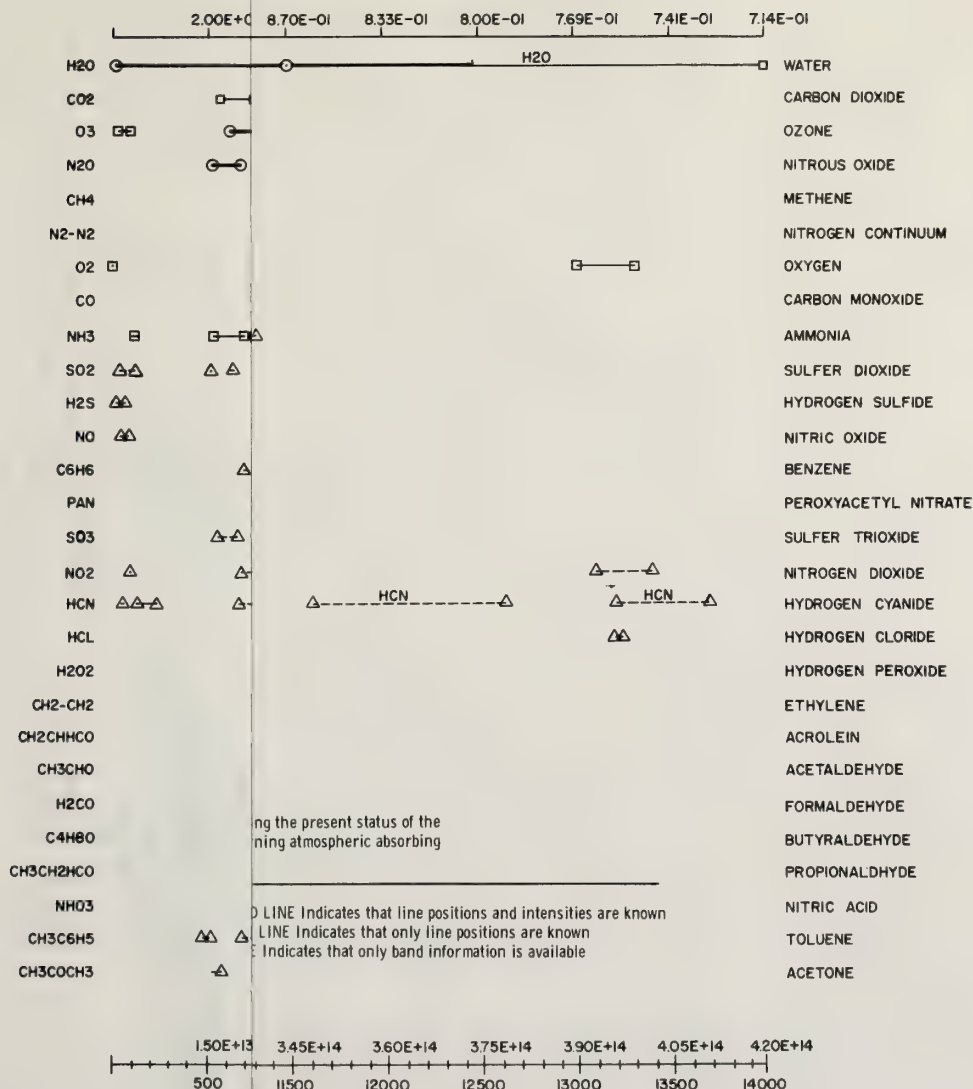 2.00E+0 8.70E-01 8.33E-01 8.00E-01 7.69E-01 7.41E-01 7.14E-01
H2O H2O WATER
CO2 CARBON DIOXIDE
O3 OZONE
N2O NITROUS OXIDE
CH4 METHENE
N2-N2 NITROGEN CONTINUUM
O2 OXYGEN
CO CARBON MONOXIDE
NH3 AMMONIA
SO2 SULFER DIOXIDE
H2S HYDROGEN SULFIDE
NO NITRIC OXIDE
C6H6 BENZENE
PAN PEROXYACETYL NITRATE
SO3 SULFER TRIOXIDE
NO2 NITROGEN DIOXIDE
HCN HCN HCN HYDROGEN CYANIDE
HCL HYDROGEN CLORIDE
H2O2 HYDROGEN PEROXIDE
CH2-CH2 ETHYLENE
CH2CHHCO ACROLEIN
CH3CHO ACETALDEHYDE
H2CO FORMALDEHYDE
ng the present status of the
C4H8O BUTYRALDEHYDE
ning atmospheric absorbing
CH3CH2HCO PROPIONALDHYDE
NHO3 NITRIC ACID
LINE Indicates that line positions and intensities are known
CH3C6H5 LINE Indicates that only line positions are known TOLUENE
Indicates that only band information is available
CH3COCH3 ACETONE
1.50E+13 3.45E+14 3.60E+14 3.75E+14 3.90E+14 4.05E+14 4.20E+14
500 11500 12000 12500 13000 13500 14000